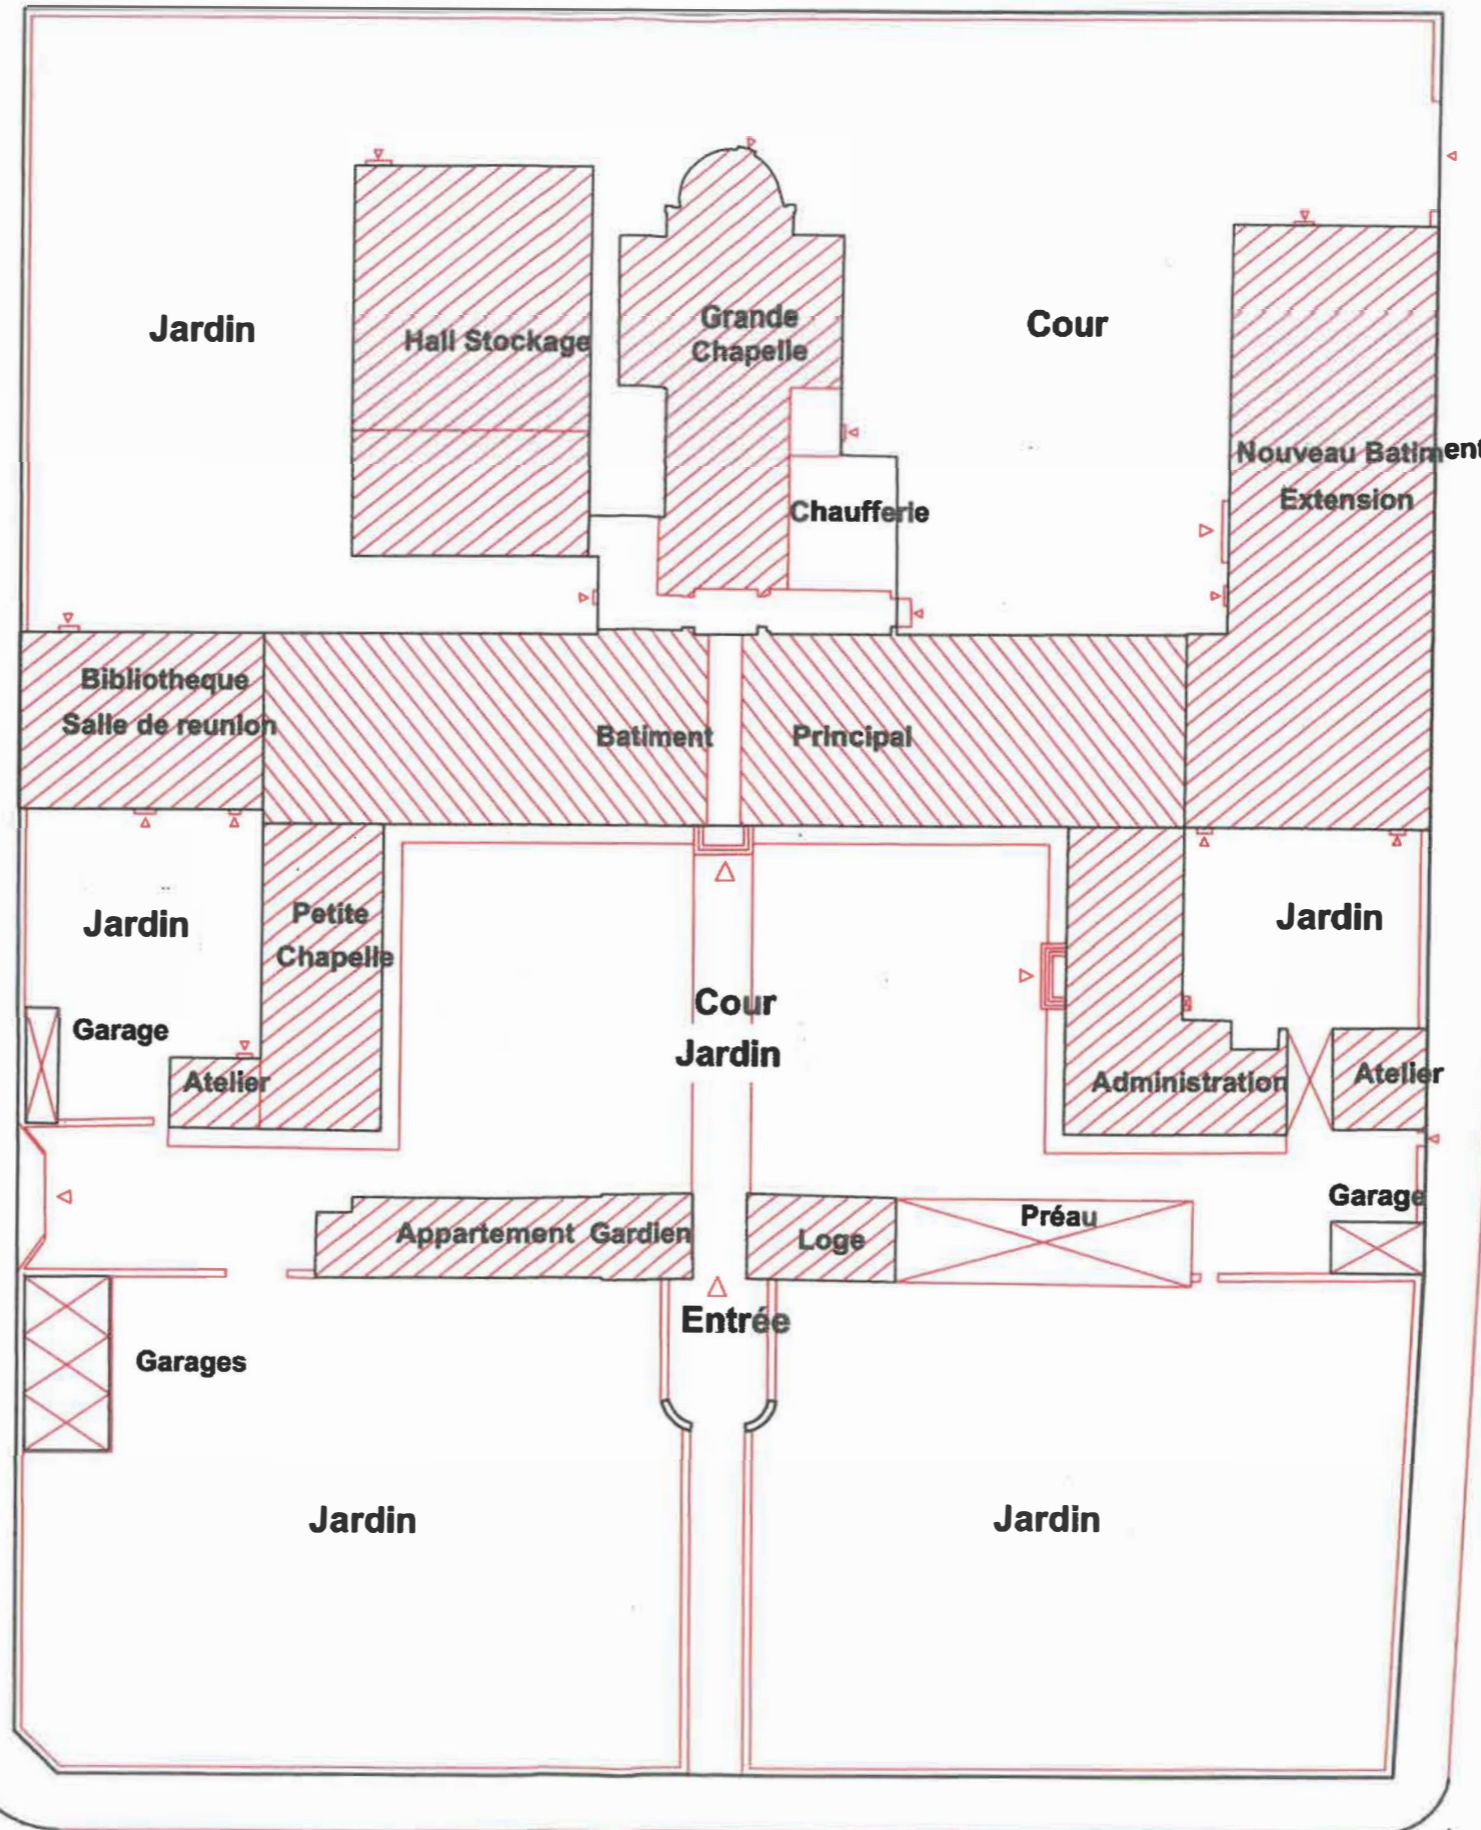 Jardin
Hall Stockage
Grande
Chapelle
Cour
Nouveau Batiment
Extension
Chaufferie
Bibliotheque
Salle de reunion
Batiment
Principal
Jardin
Petite
Chapelle
Cour
Jardin
Jardin
Garage
Atelier
Administration
Atelier
Appartement Gardien
Loge
Préau
Garage
Entrée
Garages
Jardin
Jardin